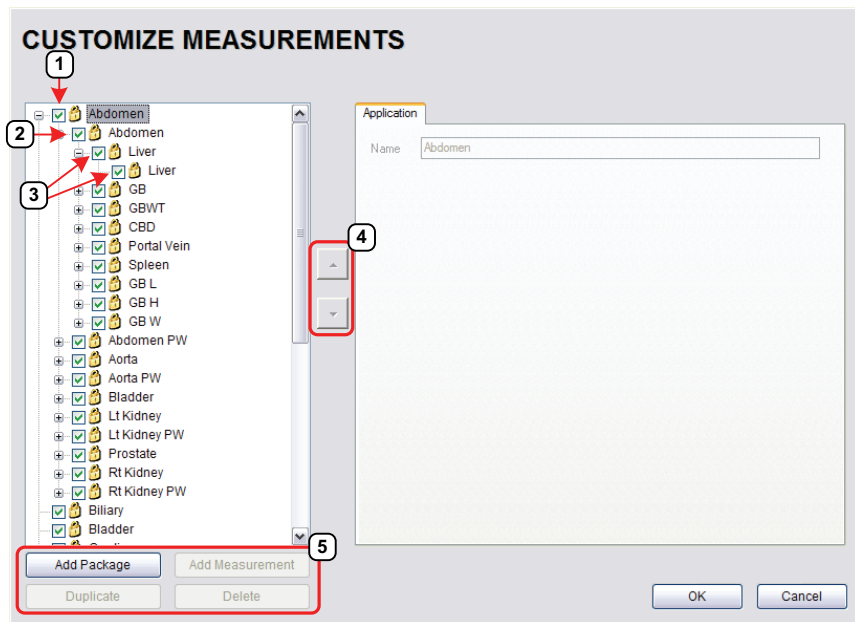 CUSTOMIZE MEASUREMENTS
1
Abdomen
2
Abdomen
Liver
3
Liver
GB
GBWT
CBD
Portal Vein
Spleen
GB L
GB H
GB W
Abdomen PW
Aorta
Aorta PW
Bladder
Lt Kidney
Lt Kidney PW
Prostate
Rt Kidney
Rt Kidney PW
Biliary
Bladder
4
Application
Name Abdomen
5
Add Package Add Measurement
Duplicate Delete
OK Cancel